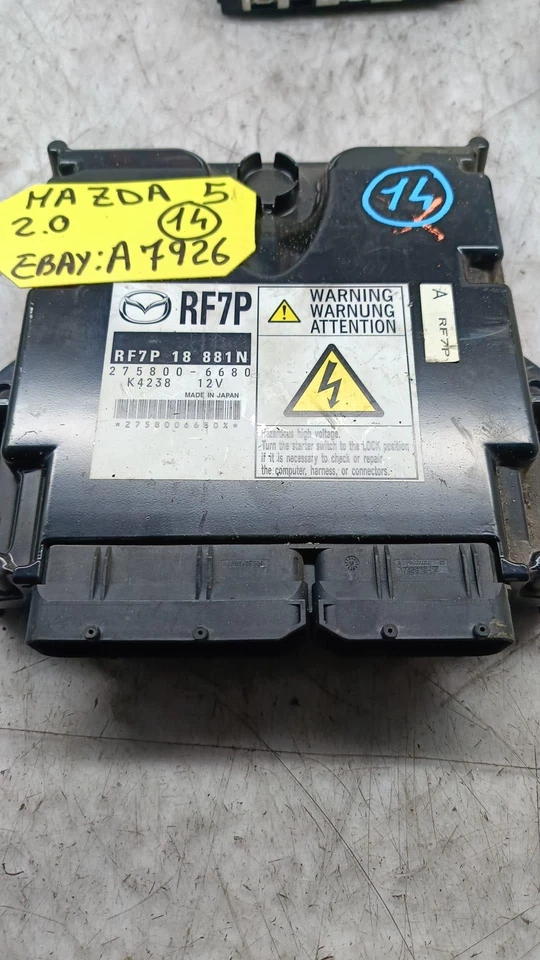 MAZDA 5
2.0 14
EBAY: A7926
14
RF7P
RF7P 18 881N
275800-6680
K4238 12V
MADE IN JAPAN
*2758006680X*
WARNING
WARNUNG
ATTENTION
Hazardous high voltage.
Turn the starter switch to the LOCK position,
if it is necessary to check or repair
the computer, harness, or connectors.
A RF7P